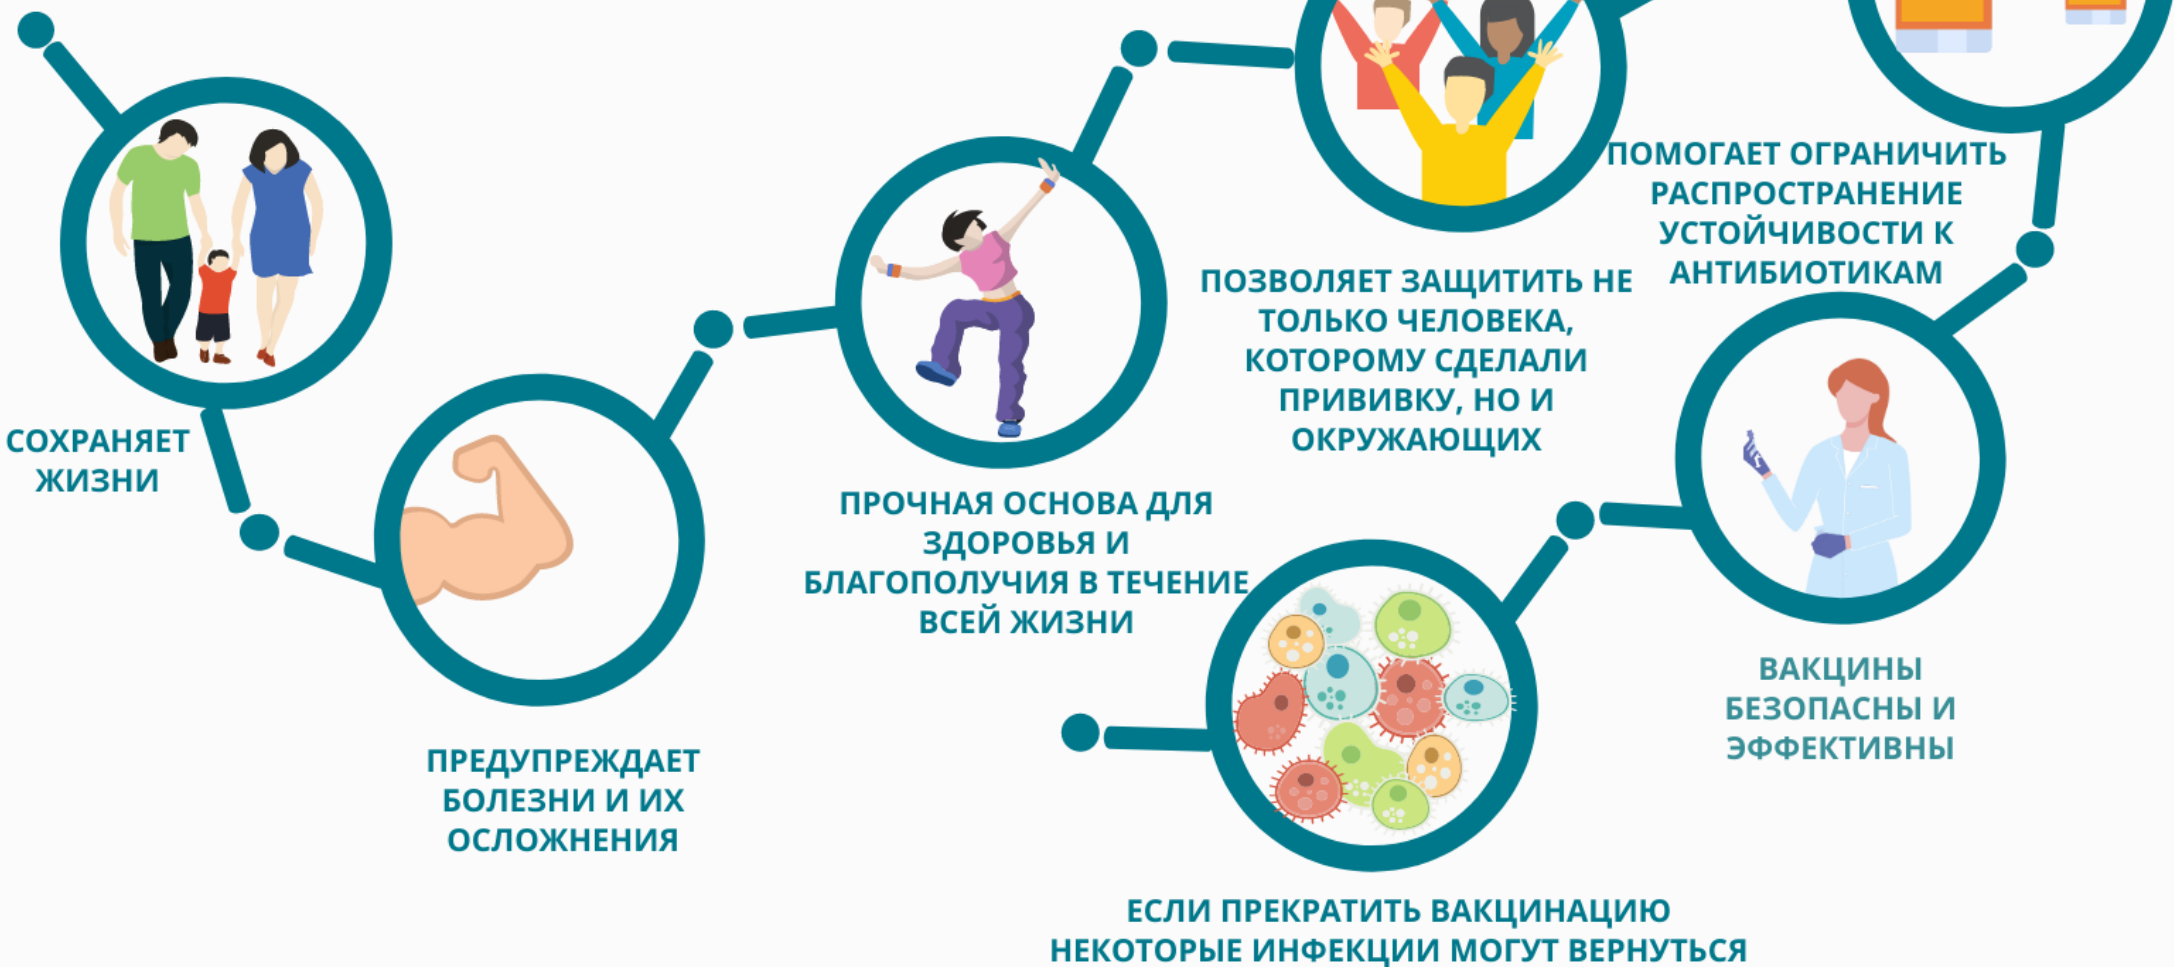 СОХРАНЯЕТ
ЖИЗНИ
ПРЕДУПРЕЖДАЕТ
БОЛЕЗНИ И ИХ
ОСЛОЖНЕНИЯ
ПРОЧНАЯ ОСНОВА ДЛЯ
ЗДОРОВЬЯ И
БЛАГОПОЛУЧИЯ В ТЕЧЕНИЕ
ВСЕЙ ЖИЗНИ
ПОЗВОЛЯЕТ ЗАЩИТИТЬ НЕ
ТОЛЬКО ЧЕЛОВЕКА,
КОТОРОМУ СДЕЛАЛИ
ПРИВИВКУ, НО И
ОКРУЖАЮЩИХ
ПОМОГАЕТ ОГРАНИЧИТЬ
РАСПРОСТРАНЕНИЕ
УСТОЙЧИВОСТИ К
АНТИБИОТИКАМ
ВАКЦИНЫ
БЕЗОПАСНЫ И
ЭФФЕКТИВНЫ
ЕСЛИ ПРЕКРАТИТЬ ВАКЦИНАЦИЮ
НЕКОТОРЫЕ ИНФЕКЦИИ МОГУТ ВЕРНУТЬСЯ